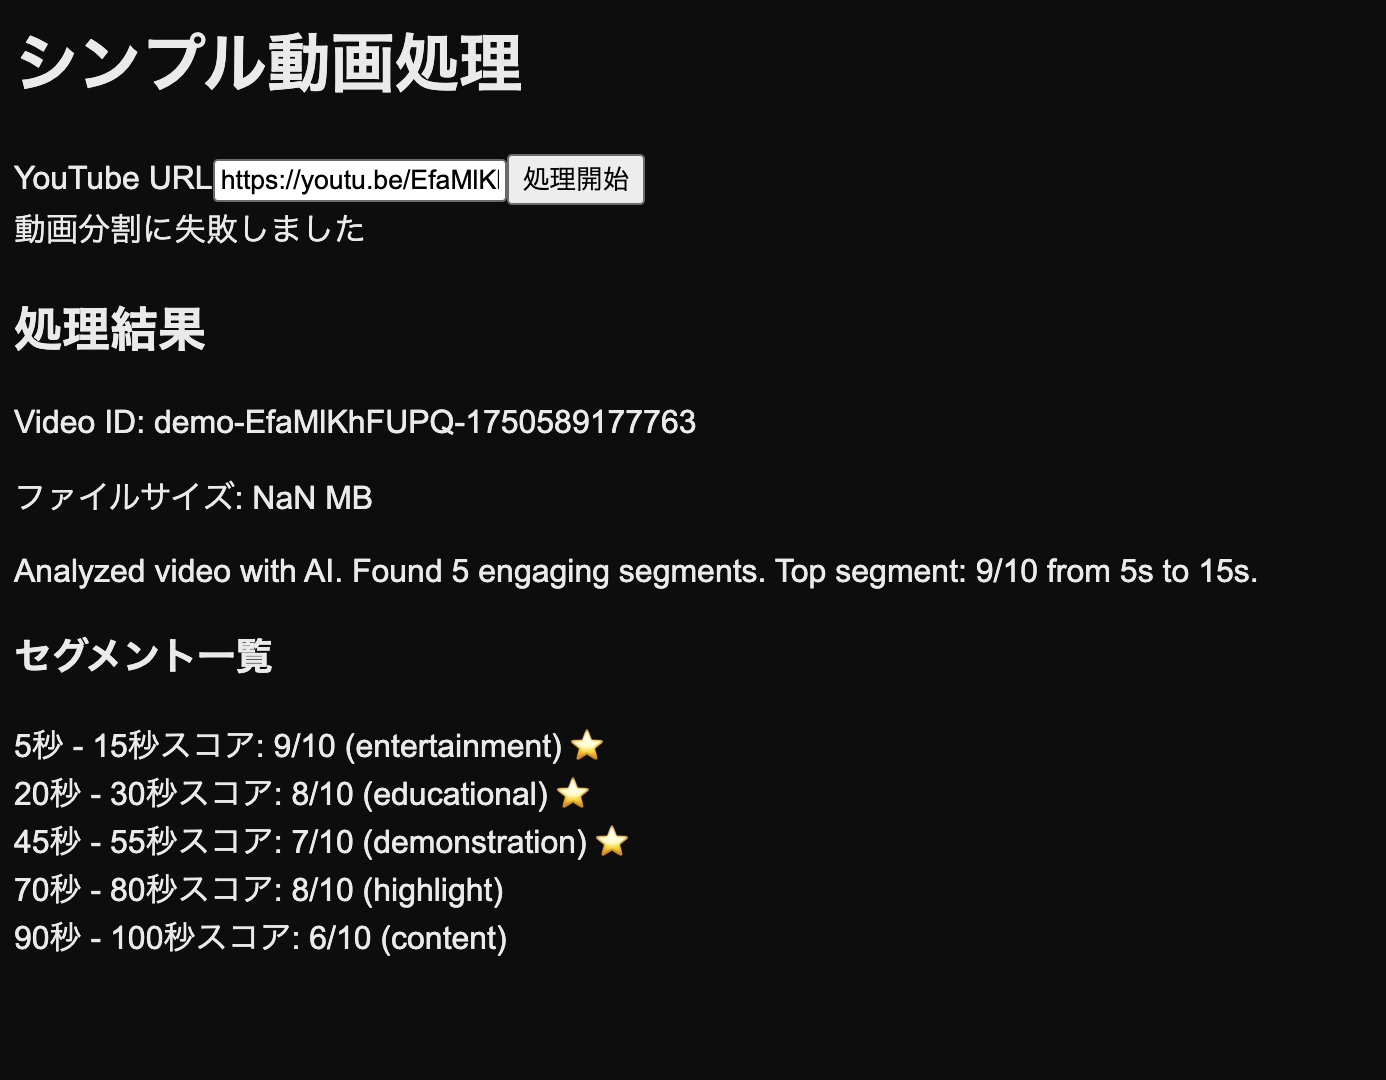 シンプル動画処理
YouTube URL https://youtu.be/EfaMlK 処理開始
動画分割に失敗しました
処理結果
Video ID: demo-EfaMlKhFUPQ-1750589177763
ファイルサイズ: NaN MB
Analyzed video with AI. Found 5 engaging segments. Top segment: 9/10 from 5s to 15s.
セグメント一覧
5秒 - 15秒スコア: 9/10 (entertainment) ⭐
20秒 - 30秒スコア: 8/10 (educational) ⭐
45秒 - 55秒スコア: 7/10 (demonstration) ⭐
70秒 - 80秒スコア: 8/10 (highlight)
90秒 - 100秒スコア: 6/10 (content)